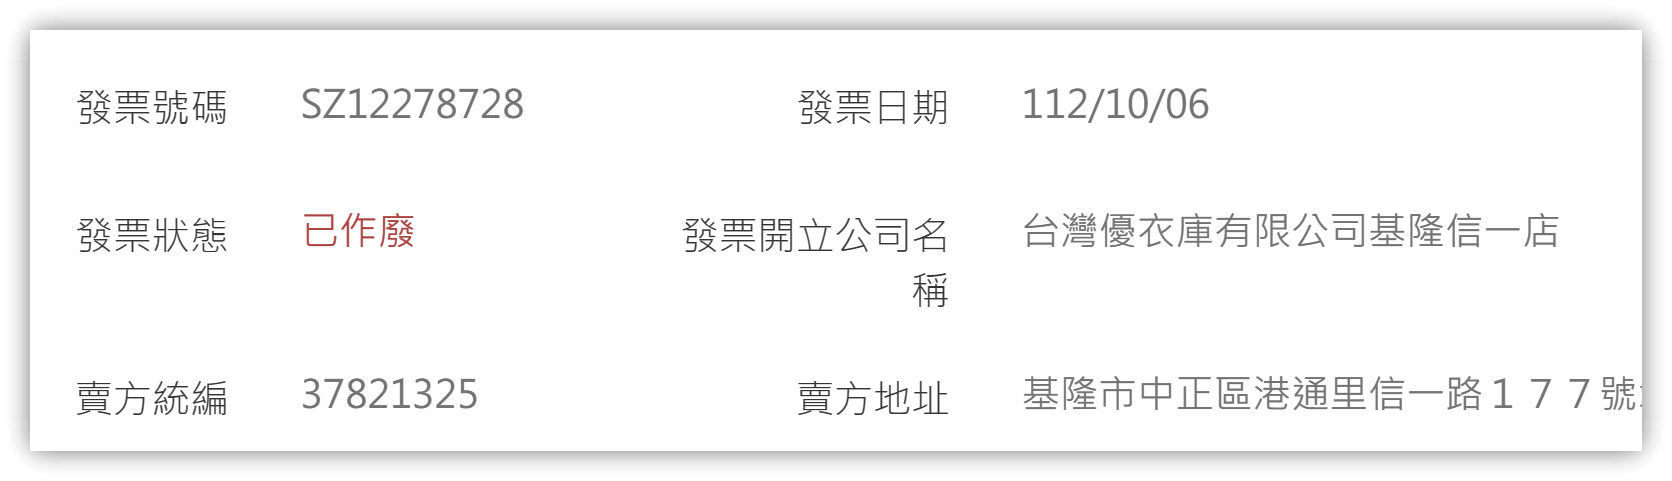 發票號碼 SZ12278728 發票日期 112/10/06
發票狀態 已作廢 發票開立公司名 台灣優衣庫有限公司基隆信一店
稱
賣方統編 37821325 賣方地址 基隆市中正區港通里信一路１７７號